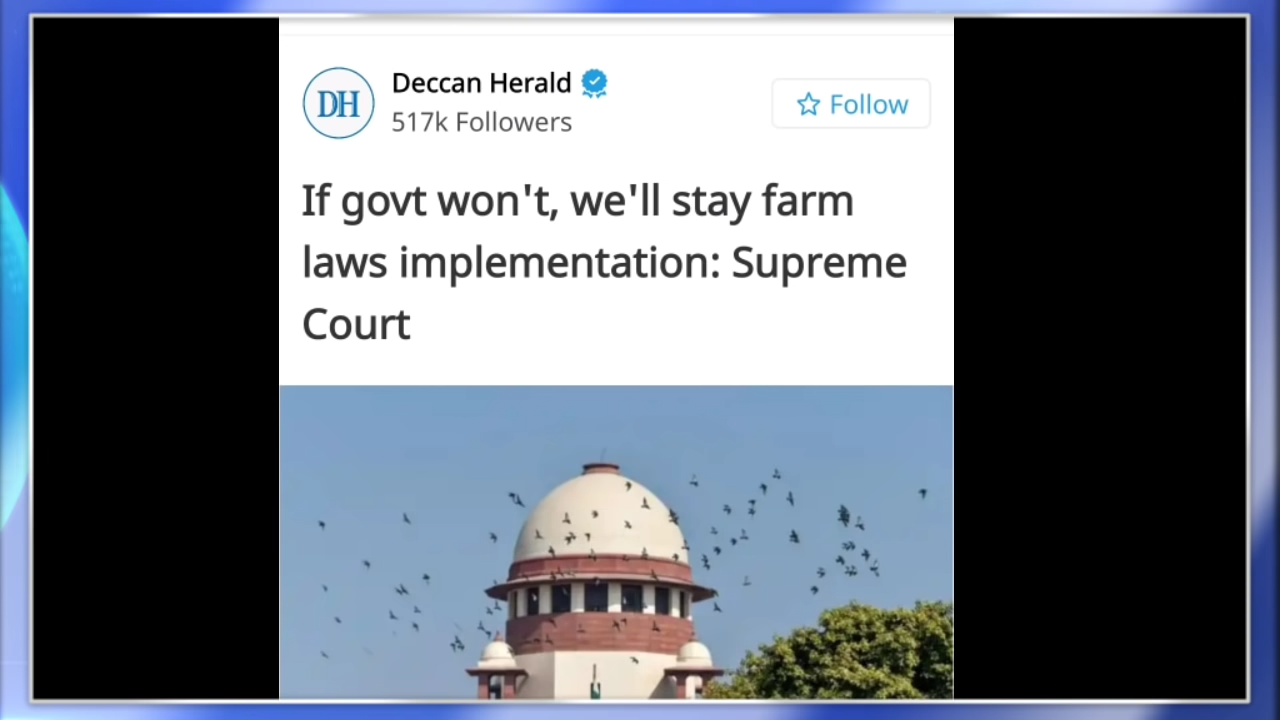 DH
Deccan Herald
517k Followers
Follow
If govt won't, we'll stay farm
laws implementation: Supreme
Court